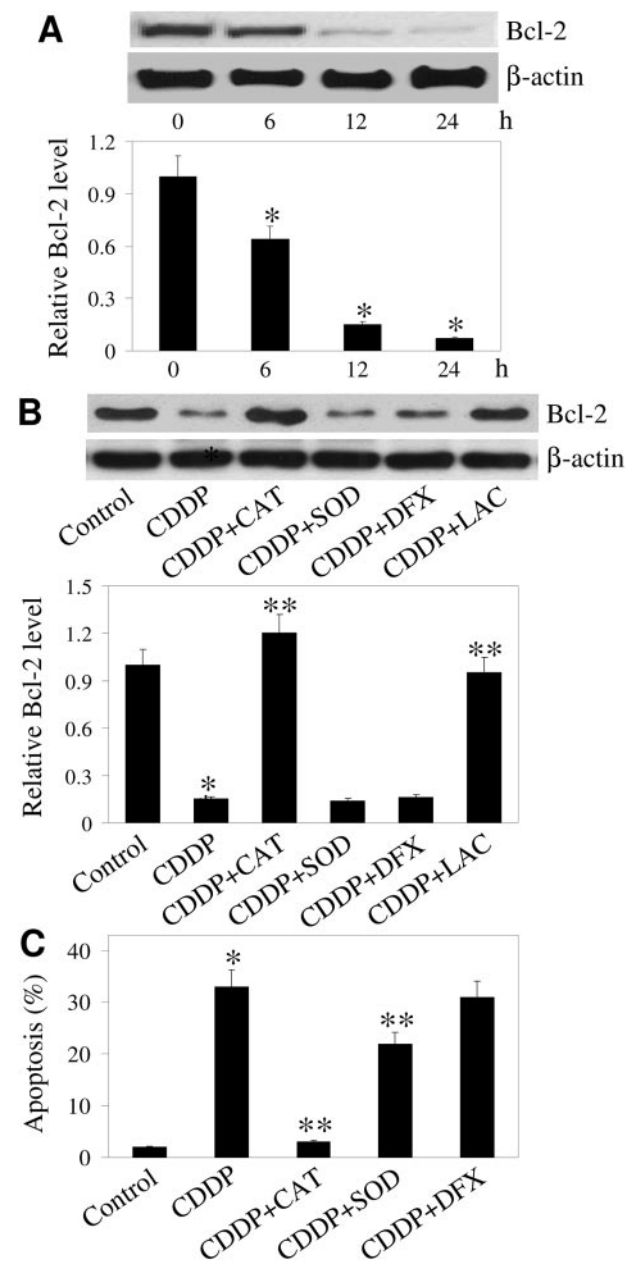 A
Bcl-2
β-actin
0 6 12 24 h
1.2
0.9
0.6
0.3
0
Relative Bcl-2 level
*
*
*
0 6 12 24 h
B
Bcl-2
β-actin
*
Control CDDP CDDP+CAT CDDP+SOD CDDP+DFX CDDP+LAC
1.5
1.2
0.9
0.6
0.3
0
Relative Bcl-2 level
*
**
**
Control CDDP CDDP+CAT CDDP+SOD CDDP+DFX CDDP+LAC
C
40
30
20
10
0
Apoptosis (%)
*
**
**
Control CDDP CDDP+CAT CDDP+SOD CDDP+DFX